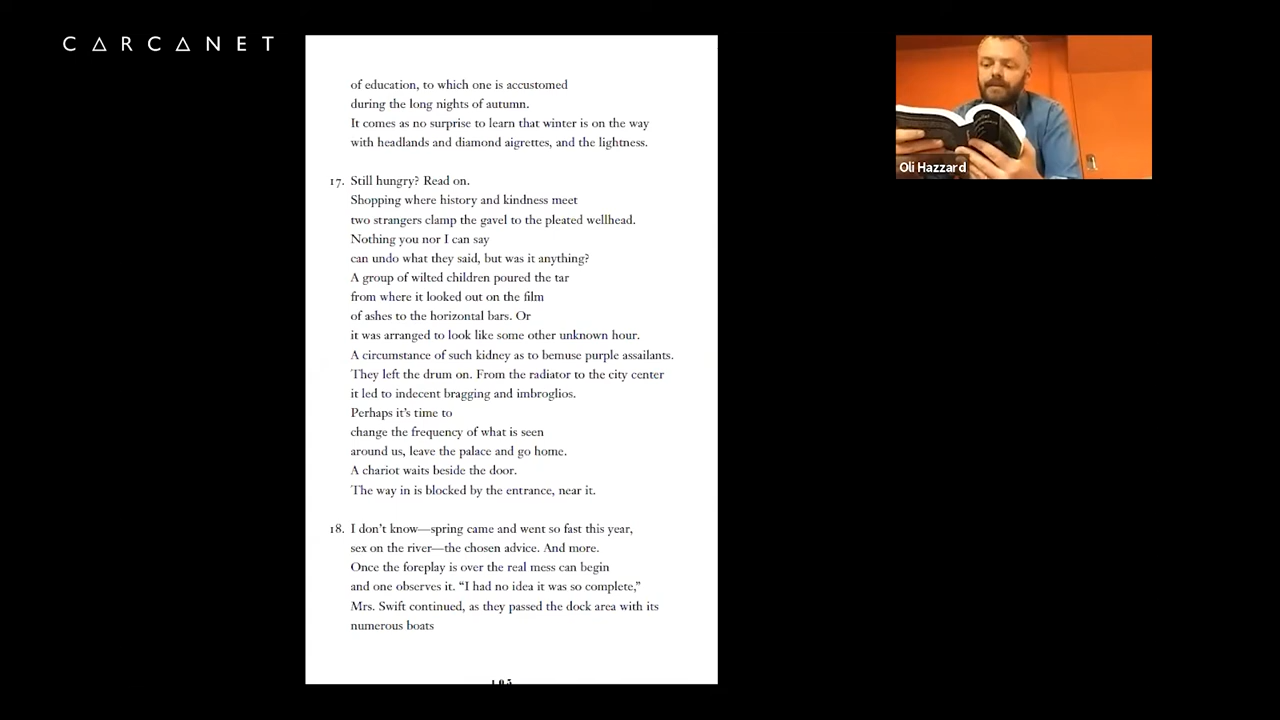 CARCANET
of education, to which one is accustomed
during the long nights of autumn.
It comes as no surprise to learn that winter is on the way
with headlands and diamond aigrettes, and the lightness.
17. Still hungry? Read on.
Shopping where history and kindness meet
two strangers clamp the gavel to the pleated wellhead.
Nothing you nor I can say
can undo what they said, but was it anything?
A group of wilted children poured the tar
from where it looked out on the film
of ashes to the horizontal bars. Or
it was arranged to look like some other unknown hour.
A circumstance of such kidney as to bemuse purple assailants.
They left the drum on. From the radiator to the city center
it led to indecent bragging and imbroglios.
Perhaps it's time to
change the frequency of what is seen
around us, leave the palace and go home.
A chariot waits beside the door.
The way in is blocked by the entrance, near it.
18. I don't know—spring came and went so fast this year,
sex on the river—the chosen advice. And more.
Once the foreplay is over the real mess can begin
and one observes it. “I had no idea it was so complete,”
Mrs. Swift continued, as they passed the dock area with its
numerous boats
Oli Hazzard